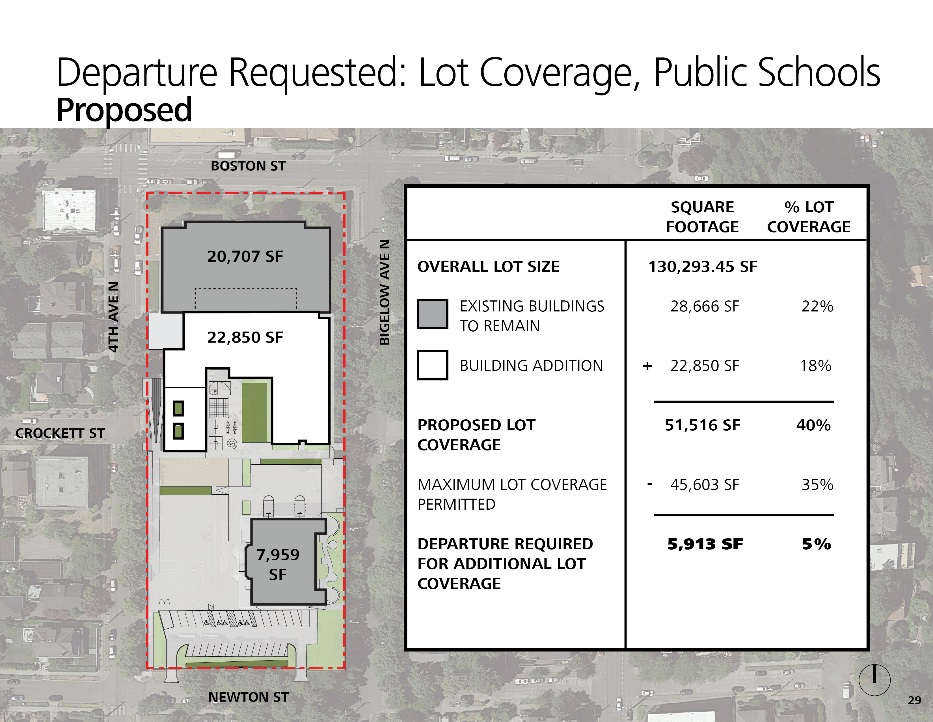 Departure Requested: Lot Coverage, Public Schools
Proposed
BOSTON ST
4TH AVE N
BIGELOW AVE N
CROCKETT ST
NEWTON ST
20,707 SF
22,850 SF
7,959
SF
SQUARE
FOOTAGE
% LOT
COVERAGE
OVERALL LOT SIZE 130,293.45 SF
EXISTING BUILDINGS
TO REMAIN
28,666 SF 22%
BUILDING ADDITION + 22,850 SF 18%
PROPOSED LOT
COVERAGE
51,516 SF 40%
MAXIMUM LOT COVERAGE
PERMITTED
- 45,603 SF 35%
DEPARTURE REQUIRED
FOR ADDITIONAL LOT
COVERAGE
5,913 SF 5%
29